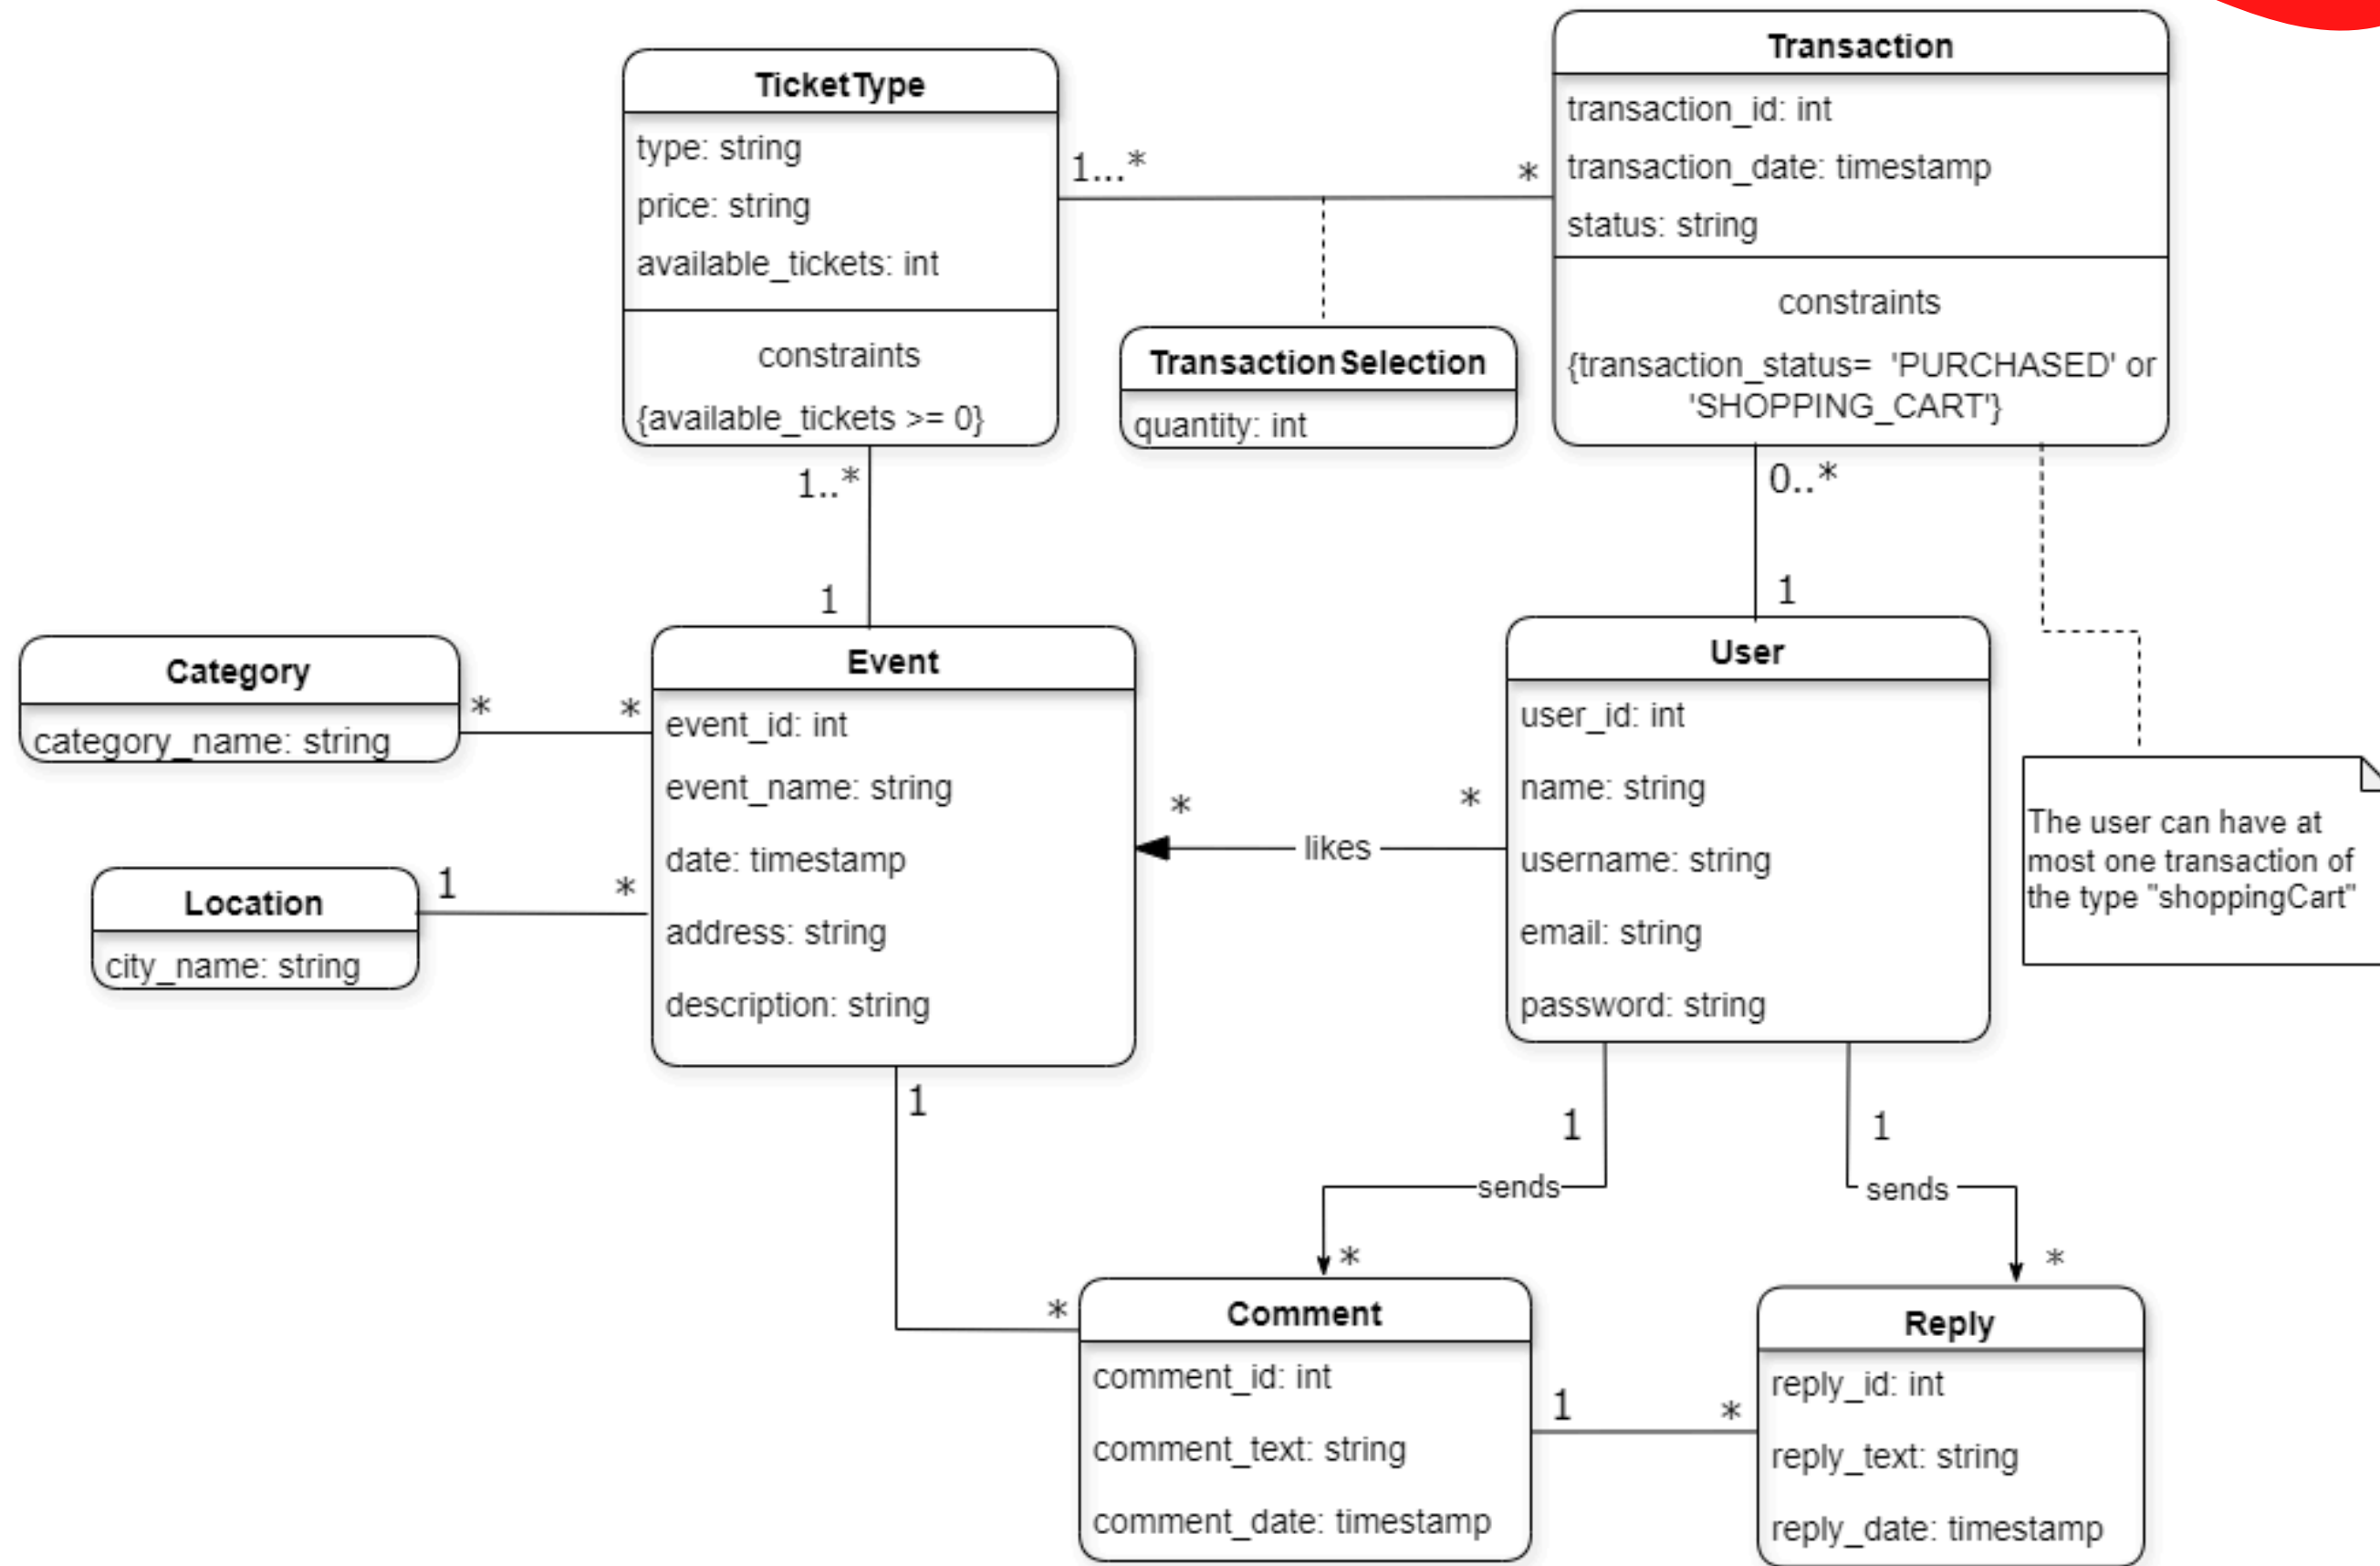 TicketType
type: string
price: string
available_tickets: int
constraints
{available_tickets >= 0}
1...*
*
TransactionSelection
quantity: int
Transaction
transaction_id: int
transaction_date: timestamp
status: string
constraints
{transaction_status= 'PURCHASED' or
'SHOPPING_CART'}
1..*
1
0..*
1
Category
category_name: string
*
*
Location
city_name: string
1
*
Event
event_id: int
event_name: string
date: timestamp
address: string
description: string
*
likes
*
User
user_id: int
name: string
username: string
email: string
password: string
The user can have at
most one transaction of
the type "shoppingCart"
1
*
1
sends
*
1
sends
*
Comment
comment_id: int
comment_text: string
comment_date: timestamp
1
*
Reply
reply_id: int
reply_text: string
reply_date: timestamp